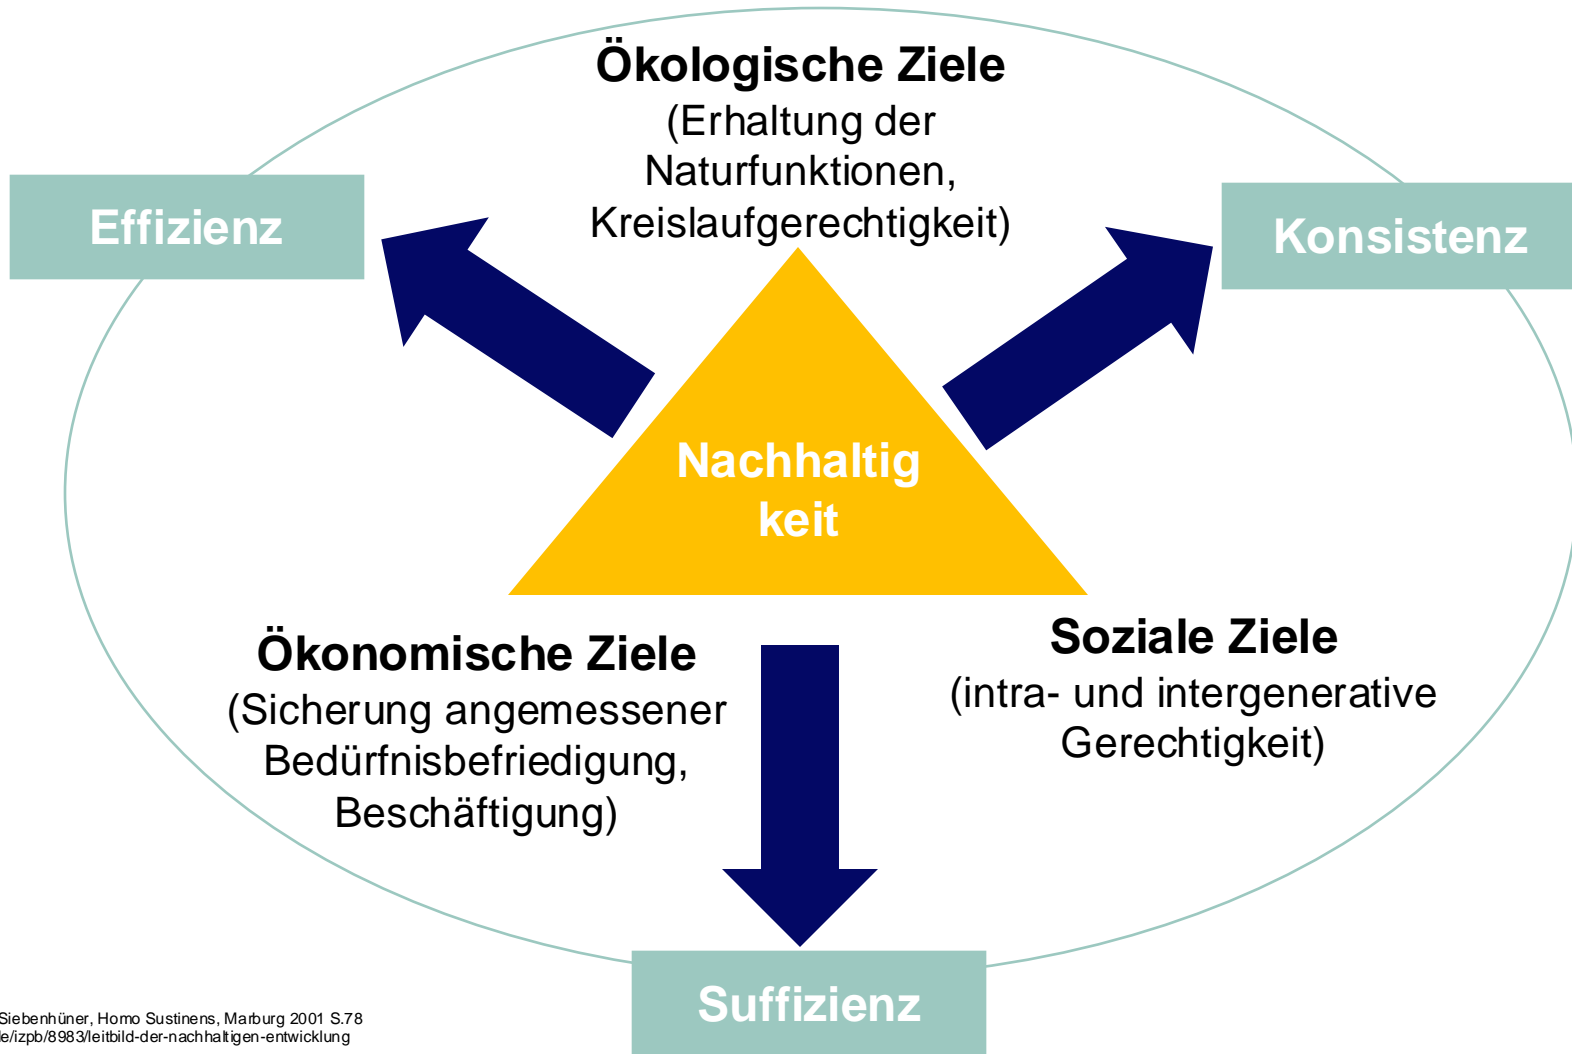 Ökologische Ziele
(Erhaltung der
Naturfunktionen,
Kreislaufgerechtigkeit)
Effizienz
Konsistenz
Nachhaltig
keit
Ökonomische Ziele
(Sicherung angemessener
Bedürfnisbefriedigung,
Beschäftigung)
Soziale Ziele
(intra- und intergenerative
Gerechtigkeit)
Suffizienz
Siebenhüner, Homo Sustinens, Marburg 2001 S.78
e/izpb/8983/leitbild-der-nachhaltigen-entwicklung